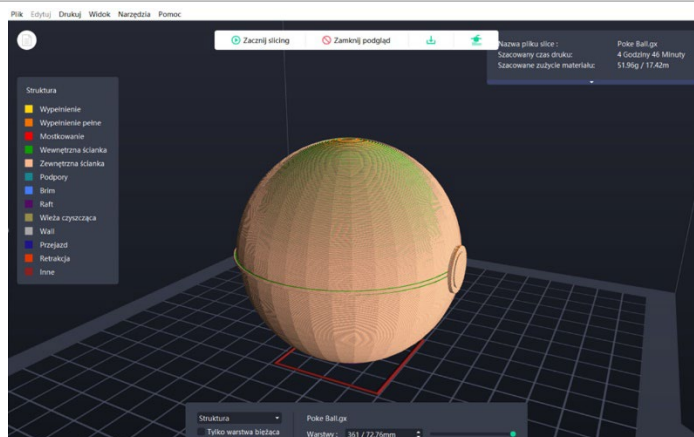 Plik Edytuj Drukuj Widok Narzędzia Pomoc
Zacznij slicing Zamknij podgląd
Nazwa pliku slice : Poke Ball.gx
Szacowany czas druku: 4 Godziny 46 Minuty
Szacowane zużycie materiału: 51.96g / 17.42m
Struktura
Wypełnienie
Wypełnienie pełne
Mostkowanie
Wewnętrzna ścianka
Zewnętrzna ścianka
Podpory
Brim
Raft
Wieża czyszcząca
Wall
Przejazd
Retrakcja
Inne
Struktura Poke Ball.gx
Tylko warstwa bieżąca Warstwy : 361 / 72.76mm